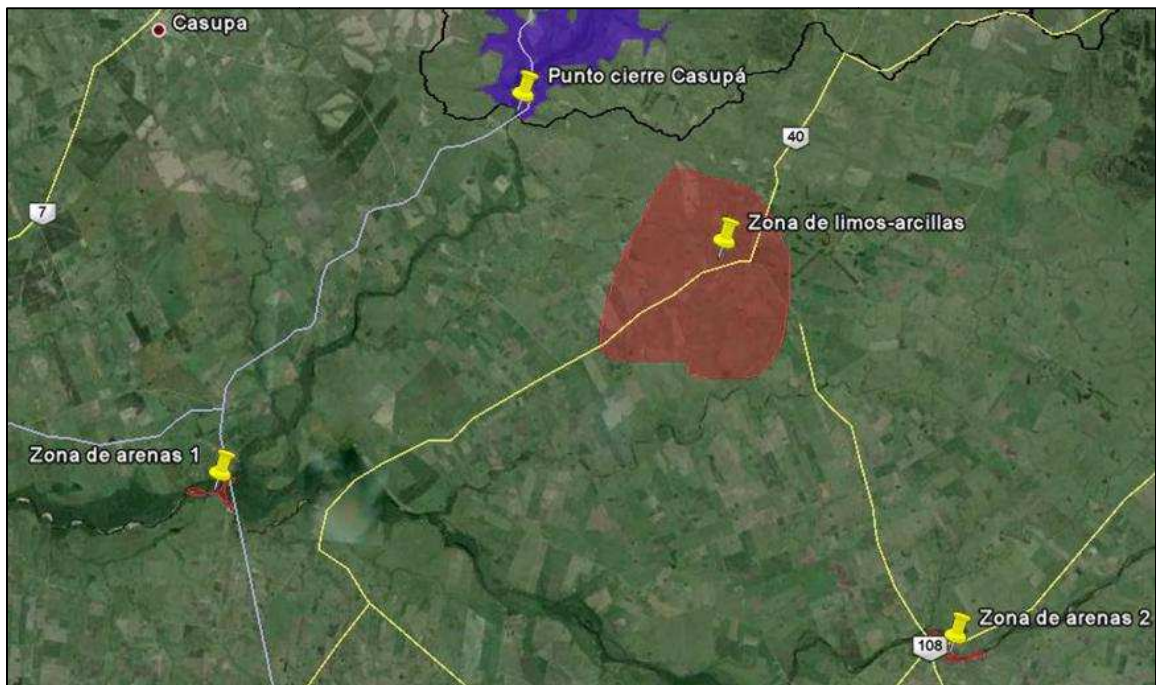 Casupa
Punto cierre Casupá
40
7
Zona de limos-arcillas
Zona de arenas 1
Zona de arenas 2
108